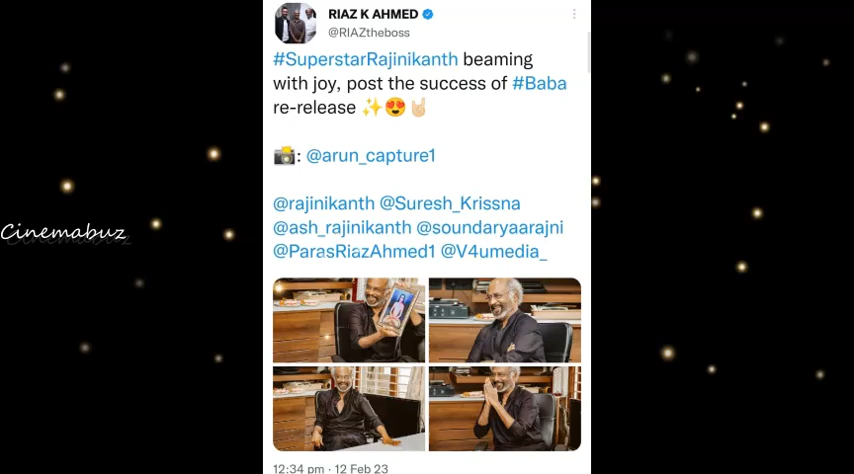 RIAZ K AHMED
@RIAZtheboss
#SuperstarRajinikanth beaming
with joy, post the success of #Baba
re-release ✨😍🤘🏻
📸: @arun_capture1
@rajinikanth @Suresh_Krissna
@ash_rajinikanth @soundaryaarajni
@ParasRiazAhmed1 @V4umedia_
Cinemabuz
12:34 pm · 12 Feb 23